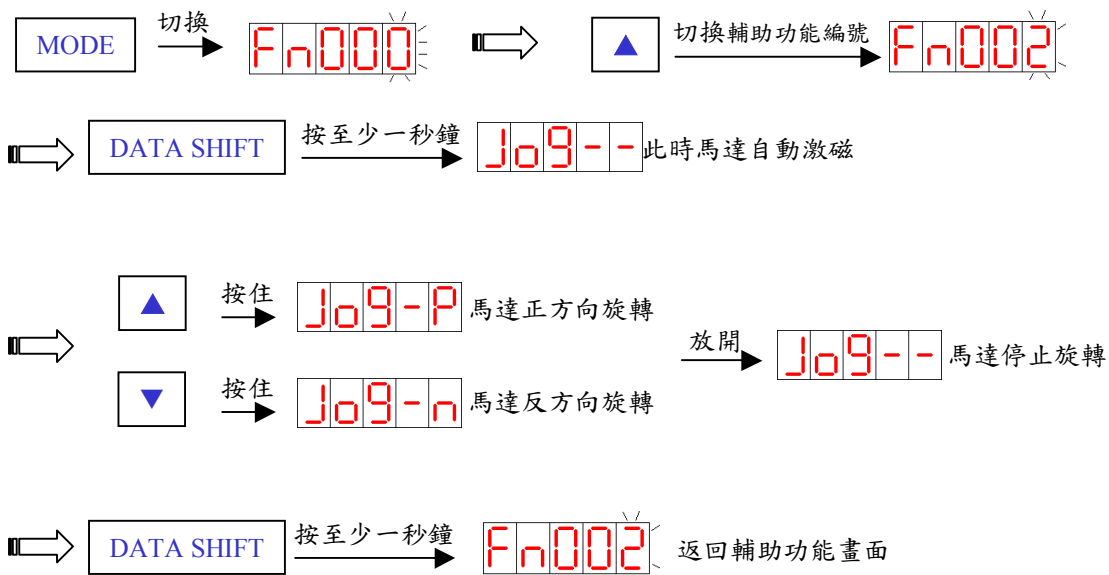 MODE 切換 Fn000 ▲ 切換輔助功能編號 Fn002
DATA SHIFT 按至少一秒鐘 Jog-- 此時馬達自動激磁
▲ 按住 Jog-P 馬達正方向旋轉
放開 Jog-- 馬達停止旋轉
▼ 按住 Jog-n 馬達反方向旋轉
DATA SHIFT 按至少一秒鐘 Fn002 返回輔助功能畫面